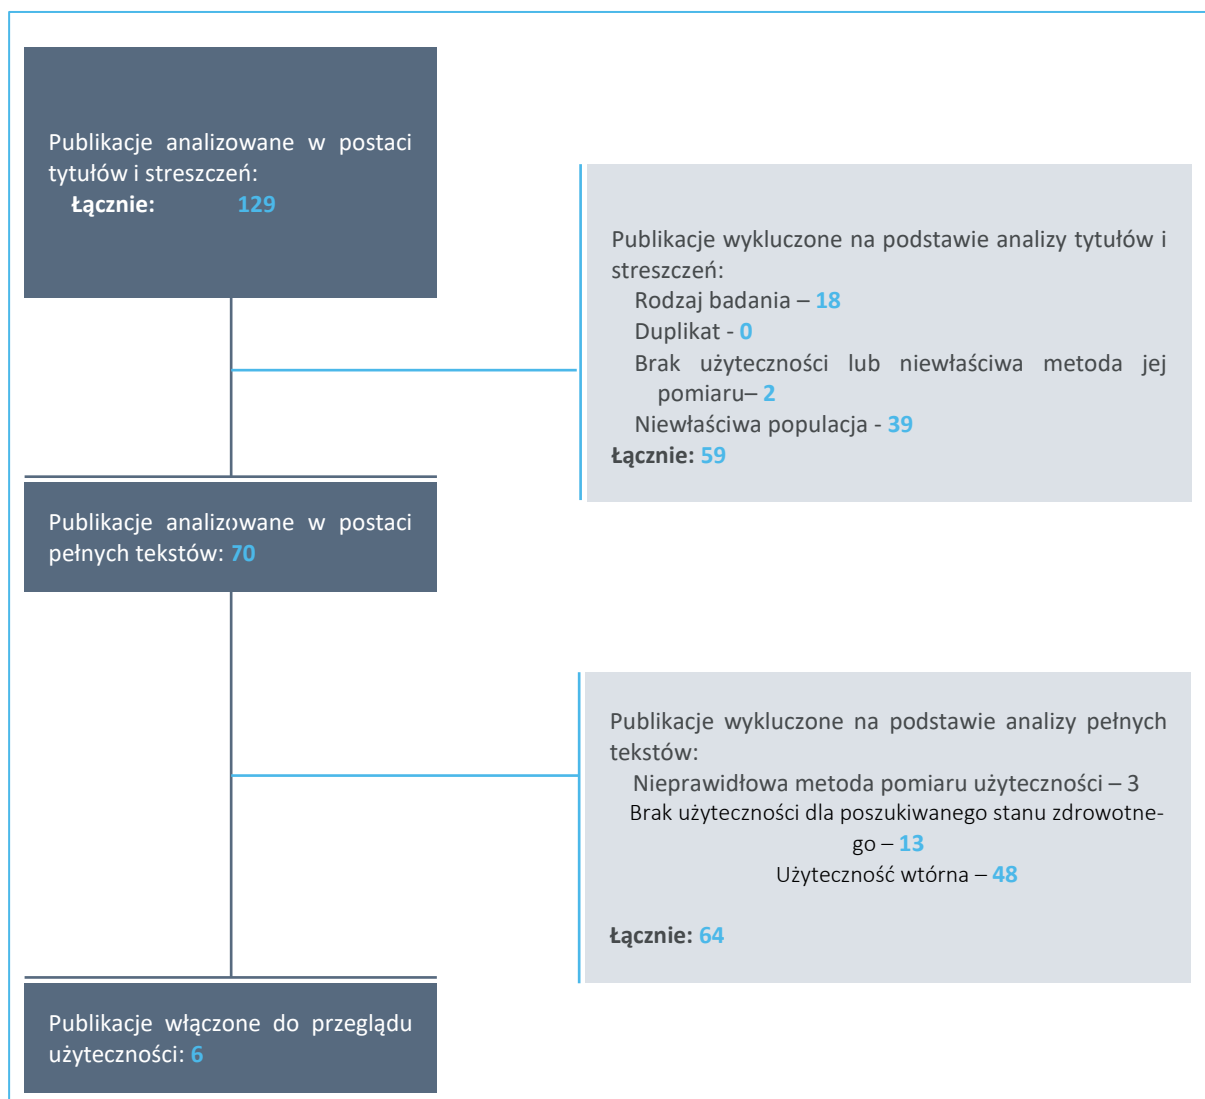 Publikacje analizowane w postaci
tytułów i streszczeń:
Łącznie: 129
Publikacje wykluczone na podstawie analizy tytułów i
streszczeń:
Rodzaj badania – 18
Duplikat - 0
Brak użyteczności lub niewłaściwa metoda jej
pomiaru– 2
Niewłaściwa populacja - 39
Łącznie: 59
Publikacje analizowane w postaci
pełnych tekstów: 70
Publikacje wykluczone na podstawie analizy pełnych
tekstów:
Nieprawidłowa metoda pomiaru użyteczności – 3
Brak użyteczności dla poszukiwanego stanu zdrowotne-
go – 13
Użyteczność wtórna – 48
Łącznie: 64
Publikacje włączone do przeglądu
użyteczności: 6